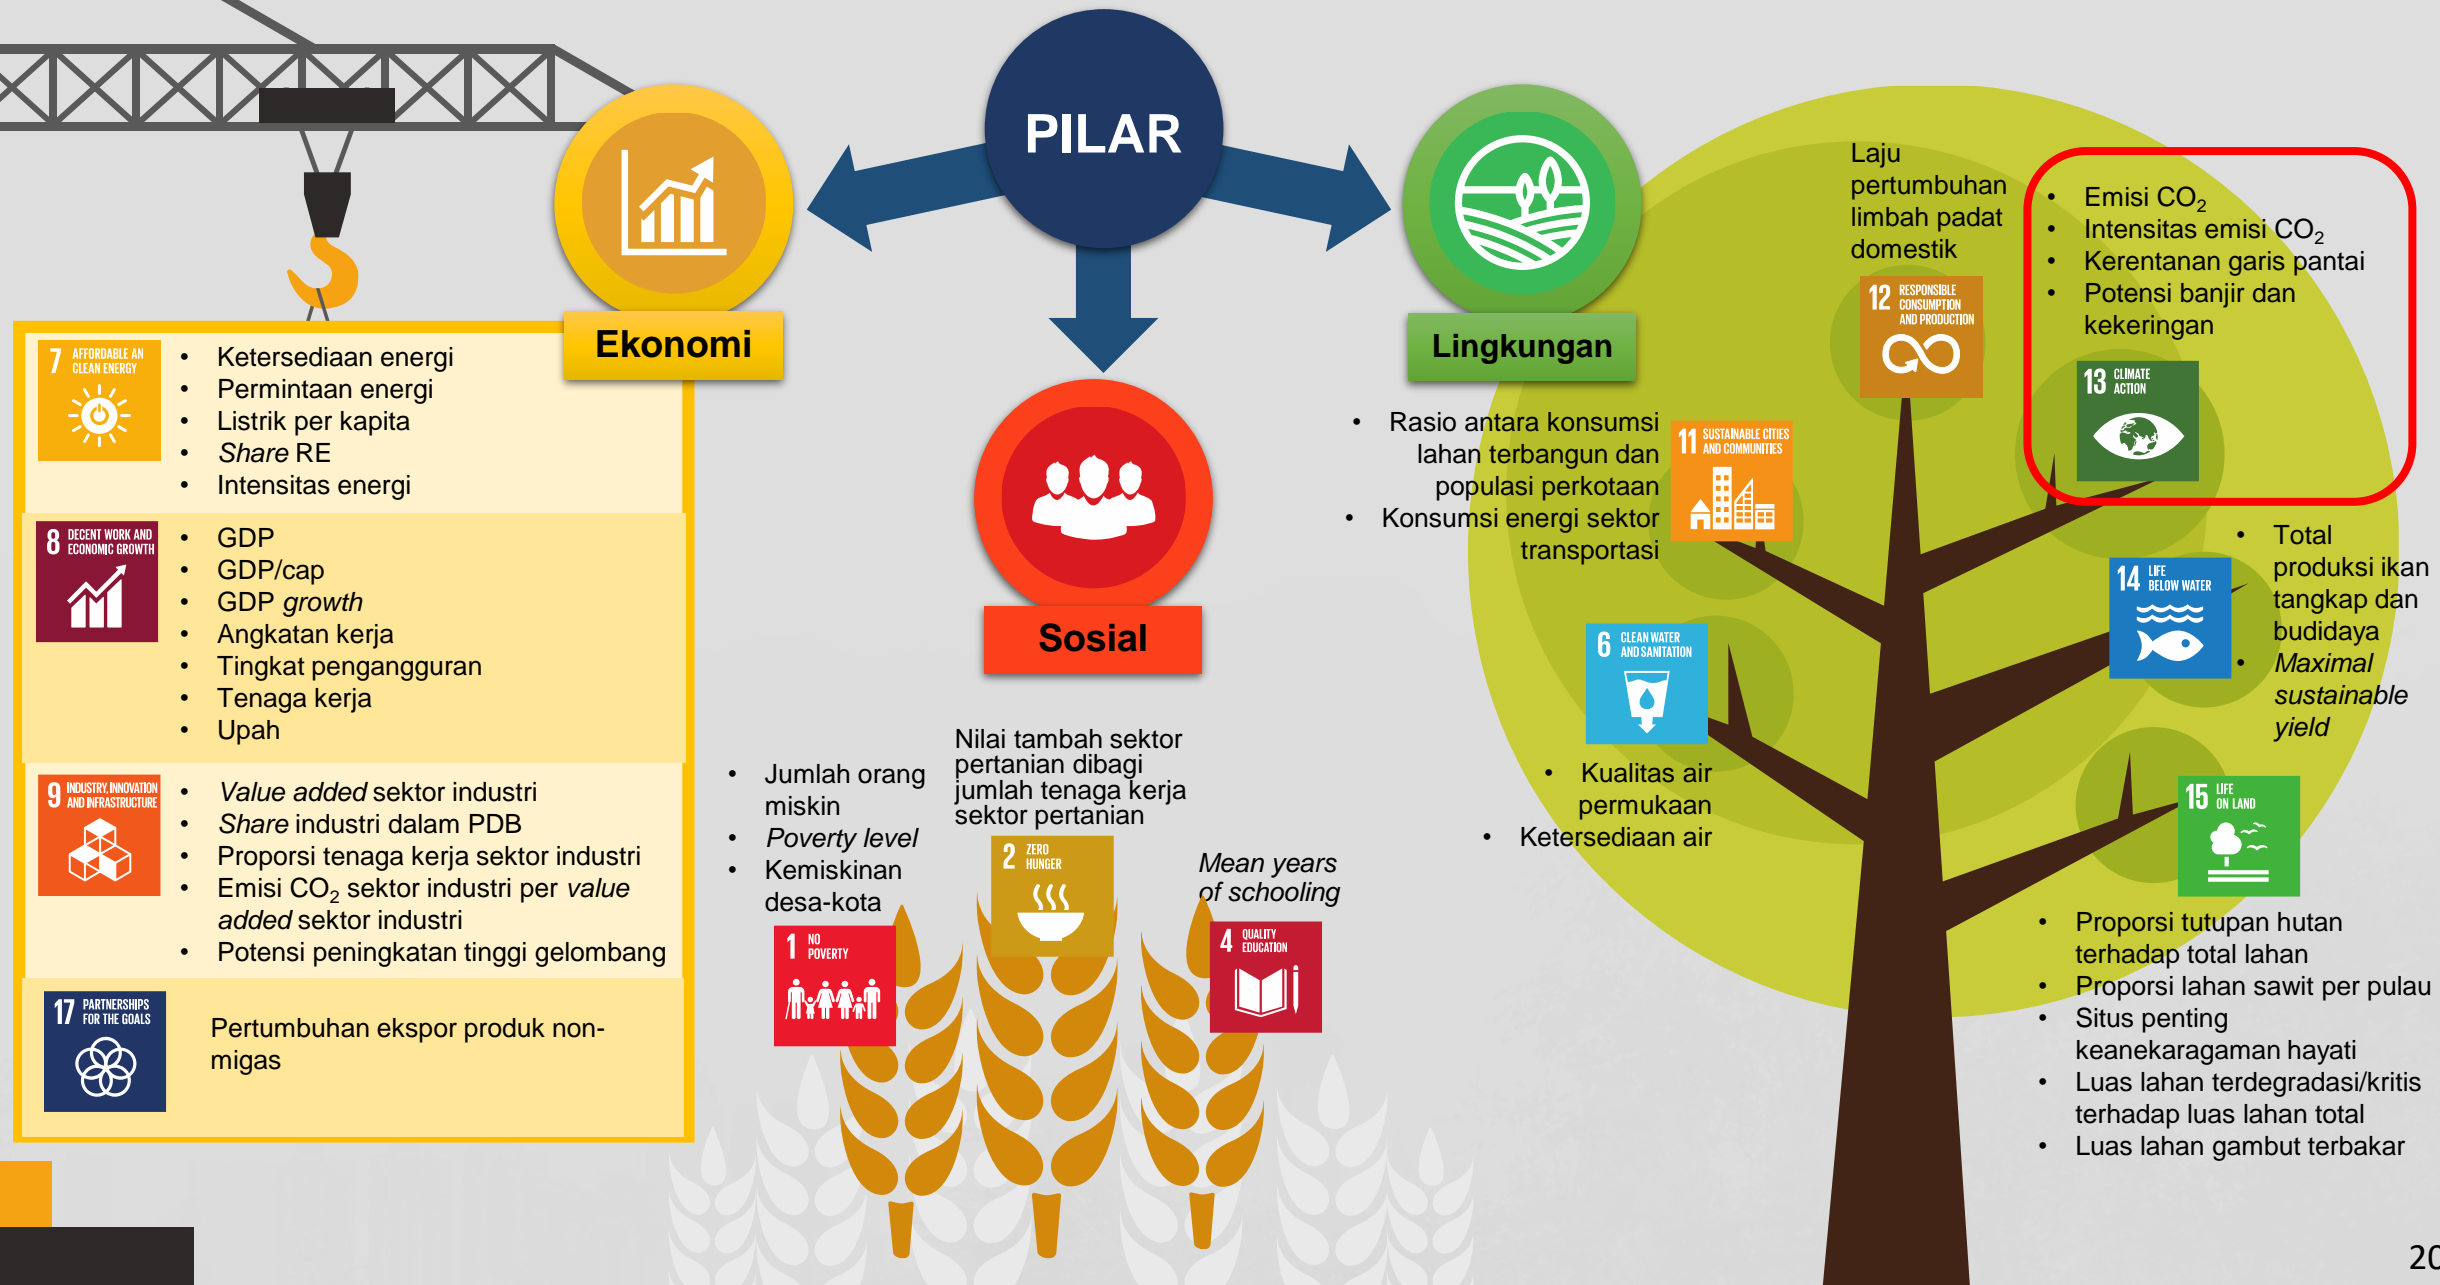 PILAR
Ekonomi
7 AFFORDABLE AN
CLEAN ENERGY
• Ketersediaan energi
• Permintaan energi
• Listrik per kapita
• Share RE
• Intensitas energi
8 DECENT WORK AND
ECONOMIC GROWTH
• GDP
• GDP/cap
• GDP growth
• Angkatan kerja
• Tingkat pengangguran
• Tenaga kerja
• Upah
9 INDUSTRY, INNOVATION
AND INFRASTRUCTURE
• Value added sektor industri
• Share industri dalam PDB
• Proporsi tenaga kerja sektor industri
• Emisi CO₂ sektor industri per value
added sektor industri
• Potensi peningkatan tinggi gelombang
17 PARTNERSHIPS
FOR THE GOALS
Pertumbuhan ekspor produk non-
migas
Sosial
• Jumlah orang
miskin
• Poverty level
• Kemiskinan
desa-kota
1 NO
POVERTY
Nilai tambah sektor
pertanian dibagi
jumlah tenaga kerja
sektor pertanian
2 ZERO
HUNGER
Mean years
of schooling
4 QUALITY
EDUCATION
Lingkungan
• Rasio antara konsumsi
lahan terbangun dan
populasi perkotaan
• Konsumsi energi sektor
transportasi
11 SUSTAINABLE CITIES
AND COMMUNITIES
6 CLEAN WATER
AND SANITATION
• Kualitas air
permukaan
• Ketersediaan air
Laju
pertumbuhan
limbah padat
domestik
12 RESPONSIBLE
CONSUMPTION
AND PRODUCTION
• Emisi CO₂
• Intensitas emisi CO₂
• Kerentanan garis pantai
• Potensi banjir dan
kekeringan
13 CLIMATE
ACTION
14 LIFE
BELOW WATER
• Total
produksi ikan
tangkap dan
budidaya
• Maximal
sustainable
yield
15 LIFE
ON LAND
• Proporsi tutupan hutan
terhadap total lahan
• Proporsi lahan sawit per pulau
• Situs penting
keanekaragaman hayati
• Luas lahan terdegradasi/kritis
terhadap luas lahan total
• Luas lahan gambut terbakar
20